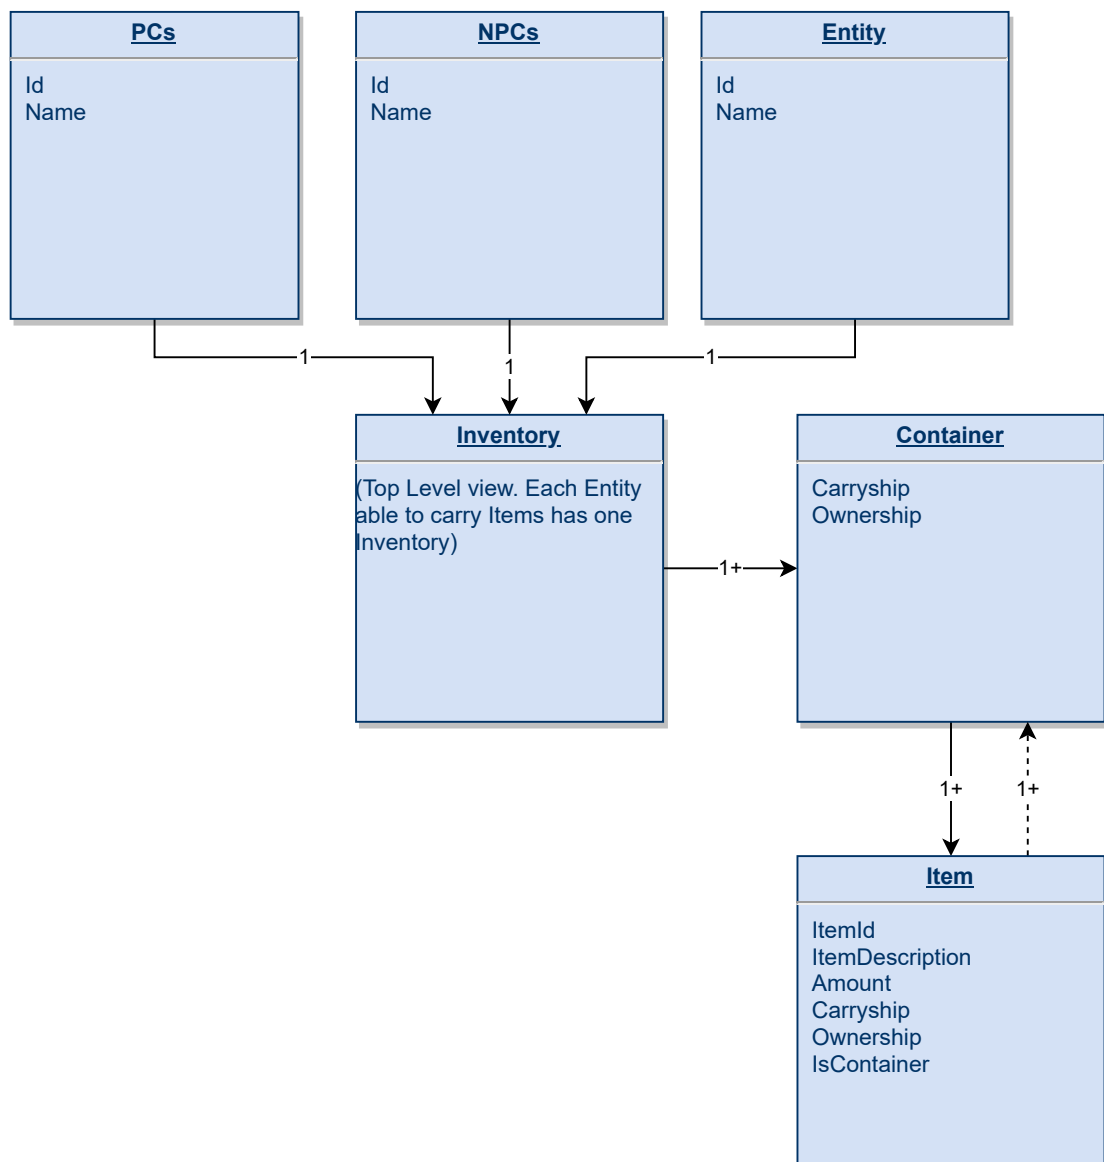 PCs
Id
Name
NPCs
Id
Name
Entity
Id
Name
1
1
1
Inventory
(Top Level view. Each Entity
able to carry Items has one
Inventory)
1+
Container
Carryship
Ownership
1+
1+
Item
ItemId
ItemDescription
Amount
Carryship
Ownership
IsContainer